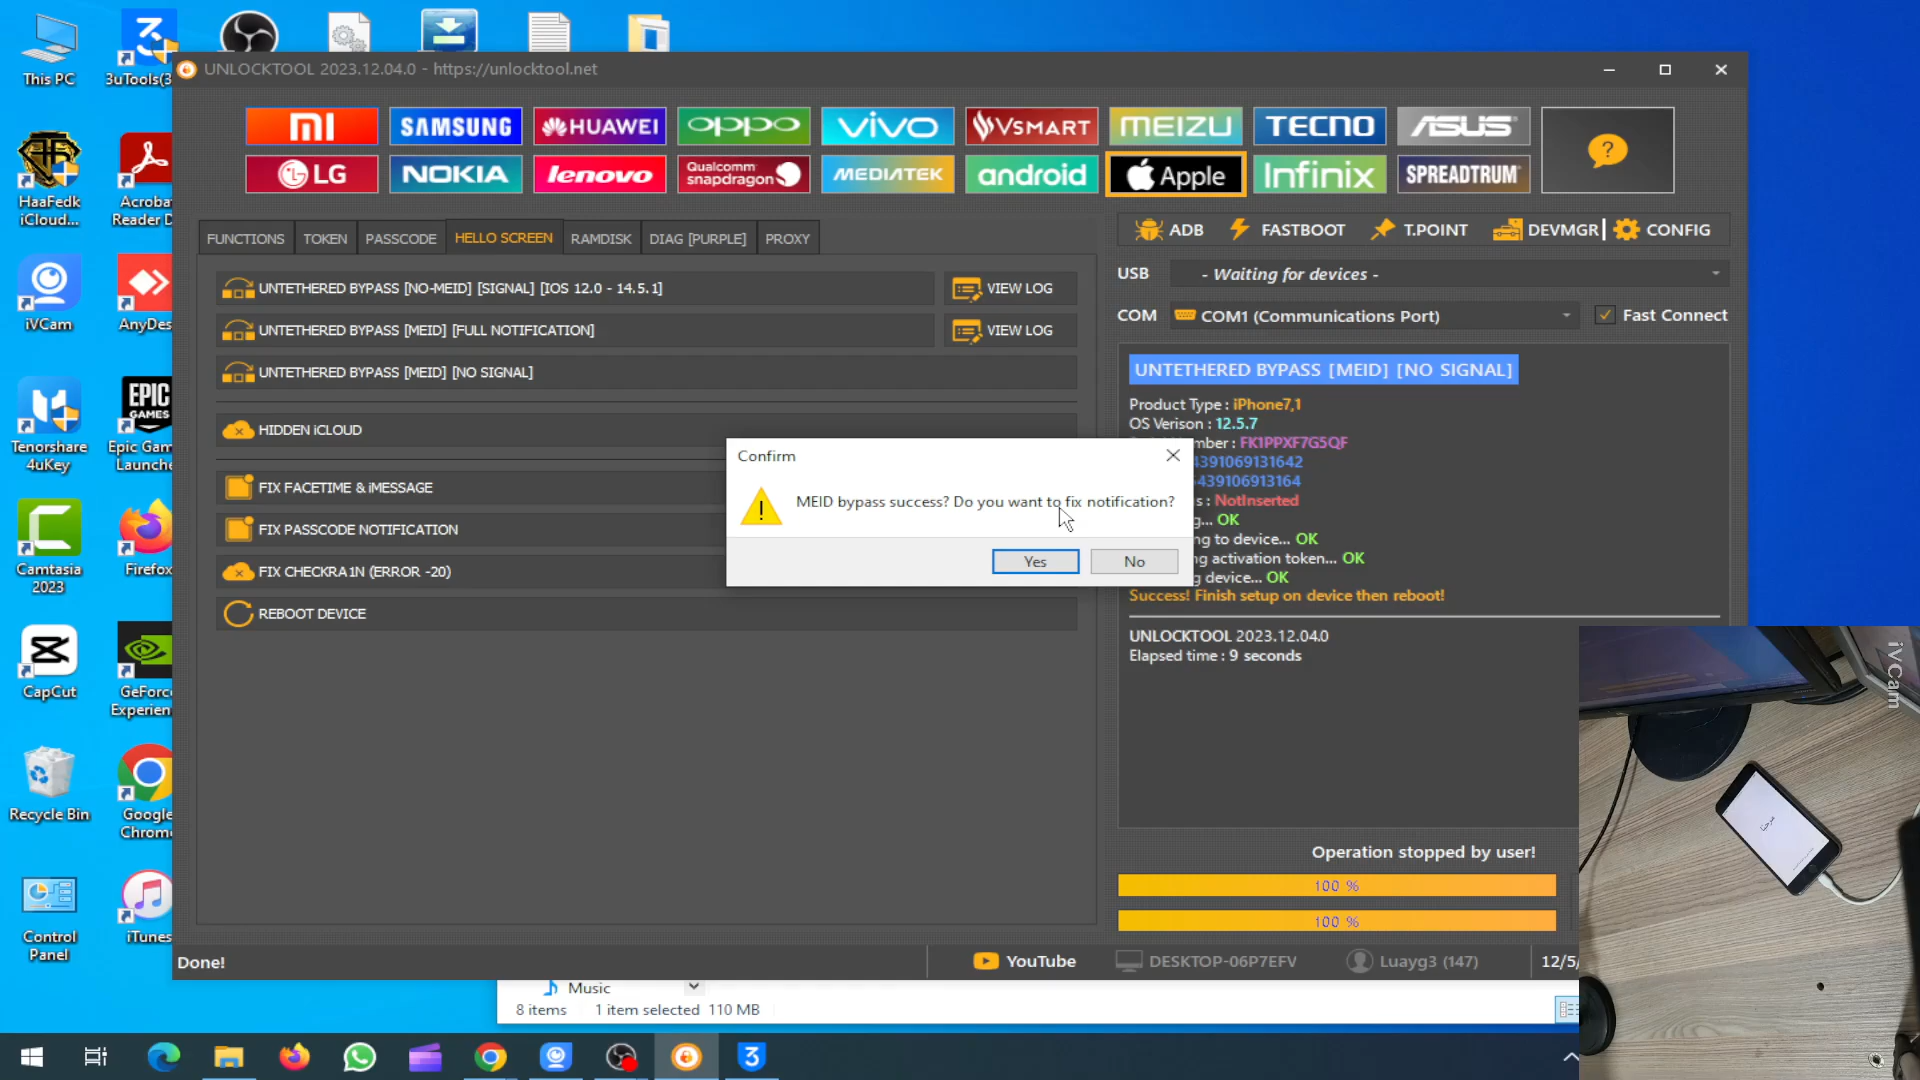 This PC
3uTools(3
HaaFedk
iCloud...
Acroba
Reader D
iVCam
AnyDes
Tenorshare
4uKey
EPIC
GAMES
Epic Gam
Launche
Camtasia
2023
Firefox
CapCut
GeForc
Experien
Recycle Bin
Google
Chrome
Control
Panel
iTunes
UNLOCKTOOL 2023.12.04.0 - https://unlocktool.net
MI SAMSUNG HUAWEI oppo vivo VSMART MEIZU TECNO ASUS ?
LG NOKIA lenovo Qualcomm snapdragon MEDIATEK android Apple Infinix SPREADTRUM
FUNCTIONS TOKEN PASSCODE HELLO SCREEN RAMDISK DIAG [PURPLE] PROXY
UNTETHERED BYPASS [NO-MEID] [SIGNAL] [IOS 12.0 - 14.5.1] VIEW LOG
UNTETHERED BYPASS [MEID] [FULL NOTIFICATION] VIEW LOG
UNTETHERED BYPASS [MEID] [NO SIGNAL]
HIDDEN iCLOUD
FIX FACETIME & iMESSAGE
FIX PASSCODE NOTIFICATION
FIX CHECKRA1N (ERROR -20)
REBOOT DEVICE
ADB FASTBOOT T.POINT DEVMGR CONFIG
USB - Waiting for devices -
COM COM1 (Communications Port) Fast Connect
UNTETHERED BYPASS [MEID] [NO SIGNAL]
Product Type : iPhone7,1
OS Verison : 12.5.7
mber : FK1PPXF7G5QF
4391069131642
439106913164
s : NotInserted
g... OK
ng to device... OK
ng activation token... OK
g device... OK
Success! Finish setup on device then reboot!
UNLOCKTOOL 2023.12.04.0
Elapsed time : 9 seconds
Confirm
MEID bypass success? Do you want to fix notification?
Yes No
Operation stopped by user!
100 %
100 %
Done! YouTube DESKTOP-06P7EFV Luayg3 (147) 12/5/
Music
8 items 1 item selected 110 MB
iVCam
مرحبا